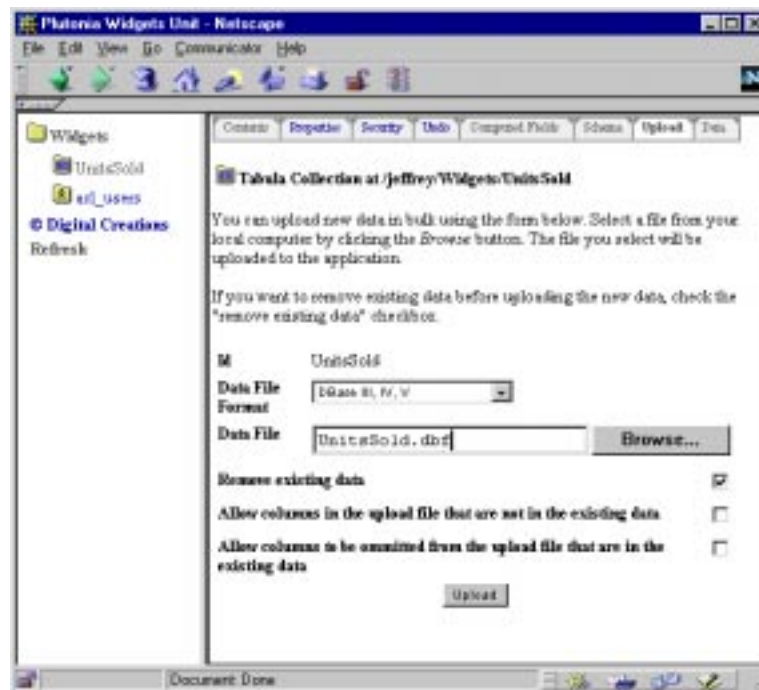 Plutonia Widgets Unit - Netscape
File Edit View Go Communicator Help
Widgets
UnitsSold
acl_users
© Digital Creations
Refresh
Contents Properties Security Undo Computed Fields Schema Upload Data
Tabula Collection at /jeffrey/Widgets/UnitsSold
You can upload new data in bulk using the form below. Select a file from your
local computer by clicking the Browse button. The file you select will be
uploaded to the application.
If you want to remove existing data before uploading the new data, check the
"remove existing data" checkbox.
Id UnitsSold
Data File
Format
DBase III, IV, V
Data File
UnitsSold.dbf
Browse...
Remove existing data
Allow columns in the upload file that are not in the existing data
Allow columns to be ommitted from the upload file that are in the
existing data
Upload
Document: Done